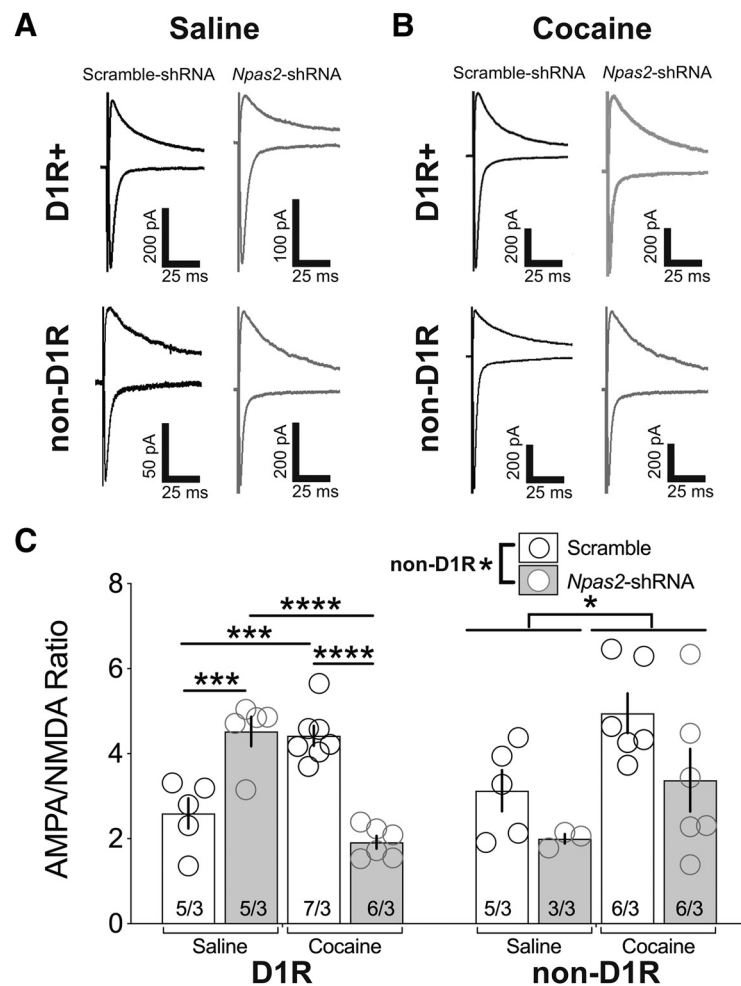 A
Saline
B
Cocaine
Scramble-shRNA
Npas2-shRNA
Scramble-shRNA
Npas2-shRNA
D1R+
200 pA
25 ms
100 pA
25 ms
D1R+
200 pA
25 ms
200 pA
25 ms
non-D1R
50 pA
25 ms
200 pA
25 ms
non-D1R
200 pA
25 ms
200 pA
25 ms
C
non-D1R *
Scramble
Npas2-shRNA
AMPA/NMDA Ratio
8
6
4
2
0
****
***
****
***
*
5/3
5/3
7/3
6/3
5/3
3/3
6/3
6/3
Saline
Cocaine
Saline
Cocaine
D1R
non-D1R